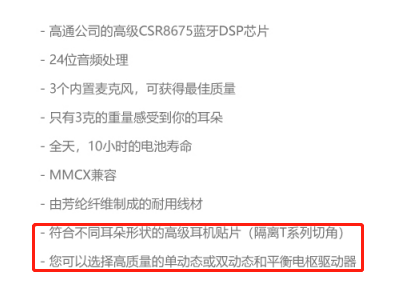 - 高通公司的高级CSR8675蓝牙DSP芯片
- 24位音频处理
- 3个内置麦克风，可获得最佳质量
- 只有3克的重量感受到你的耳朵
- 全天，10小时的电池寿命
- MMCX兼容
- 由芳纶纤维制成的耐用线材
- 符合不同耳朵形状的高级耳机贴片（隔离T系列切角）
- 您可以选择高质量的单动态或双动态和平衡电枢驱动器